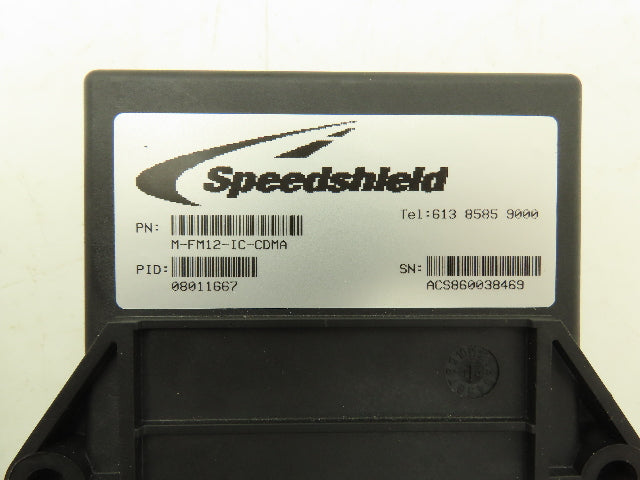 Speedshield
Tel:613 8585 9000
PN:
M-FM12-IC-CDMA
PID:
08011667
SN:
ACS860038469